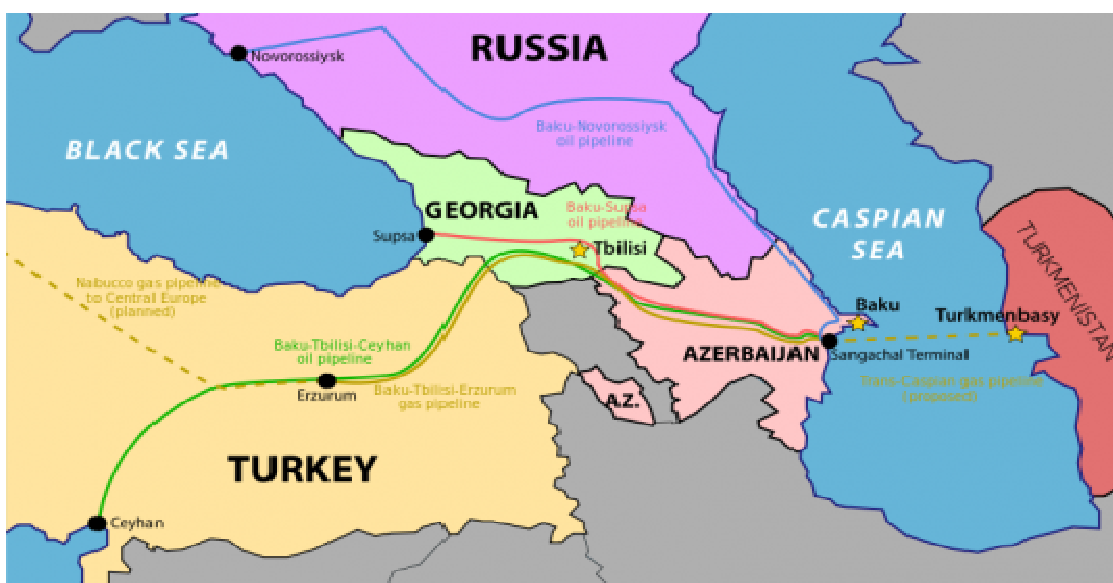 RUSSIA
Novorossiysk
Baku-Novorossiysk
oil pipeline
BLACK SEA
GEORGIA
Baku-Supsa
oil pipeline
Supsa
Tbilisi
CASPIAN
SEA
TURKMENISTAN
Nabucco gas pipeline
to Central Europe
(planned)
Baku
Turkmenbasy
Baku-Tbilisi-Ceyhan
oil pipeline
AZERBAIJAN
Sangachal Terminall
Erzurum
Baku-Tbilisi-Erzurum
gas pipeline
A.Z.
Trans-Caspian gas pipeline
(proposect)
TURKEY
Ceyhan